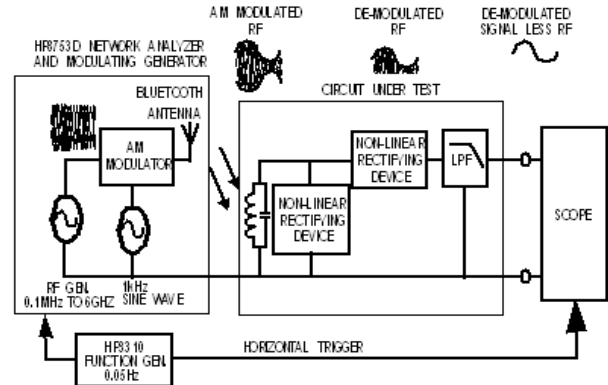 AM MODULATED
RF
DE-MODULATED
RF
DE-MODULATED
SIGNAL LESS RF
HP8753D NETWORK ANALYZER
AND MODULATING GENERATOR
BLUETOOTH
ANTENNA
AM
MODULATOR
RF GEN.
0.1MHz TO 6GHZ
1kHz
SINE WAVE
CIRCUIT UNDER TEST
NON-LINEAR
RECTIFYING
DEVICE
NON-LINEAR
RECTIFYING
DEVICE
LPF
SCOPE
HP3310
FUNCTION GEN.
0.05Hz
HORIZONTAL TRIGGER